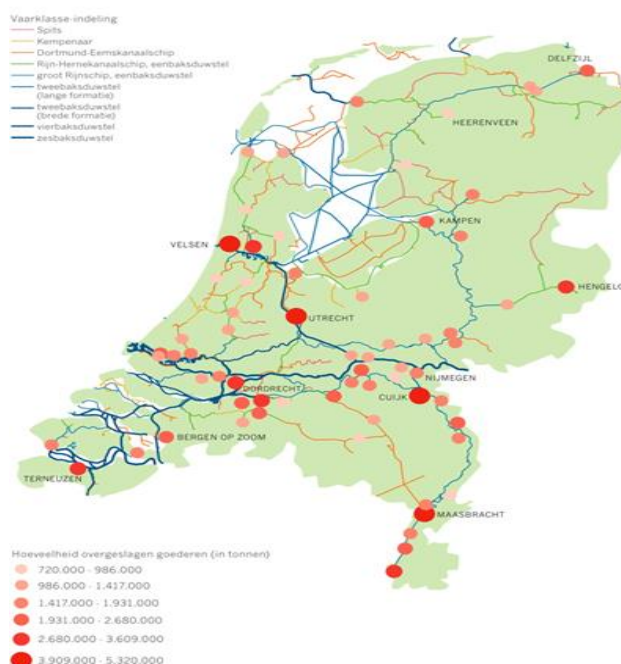 Vaarklasse-indeling
Spits
Kempenaar
Dortmund-Eemskanaalschip
Rijn-Hernekanaalschip, eenbaksduwstel
groot Rijnschip, eenbaksduwstel
tweebaksduwstel
(lange formatie)
tweebaksduwstel
(brede formatie)
vierbaksduwstel
zesbaksduwstel
DELFZIJL
HEERENVEEN
KAMPEN
VELSEN
HENGELO
UTRECHT
NIJMEGEN
DORDRECHT
CUIJK
BERGEN OP ZOOM
TERNEUZEN
MAASBRACHT
Hoeveelheid overgeslagen goederen (in tonnen)
720.000 - 986.000
986.000 - 1.417.000
1.417.000 - 1.931.000
1.931.000 - 2.680.000
2.680.000 - 3.609.000
3.909.000 - 5.320.000